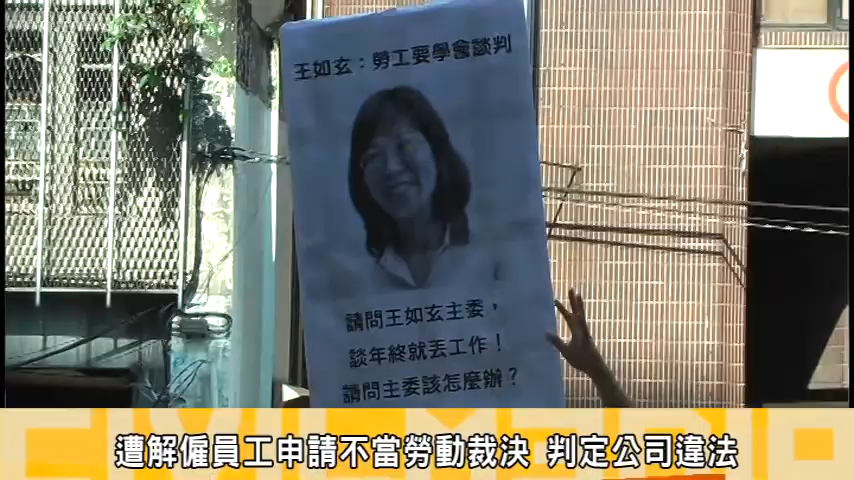 王如玄：勞工要學會談判
請問王如玄主委，
談年終就丟工作！
請問主委該怎麼辦？
遭解僱員工申請不當勞動裁決 判定公司違法